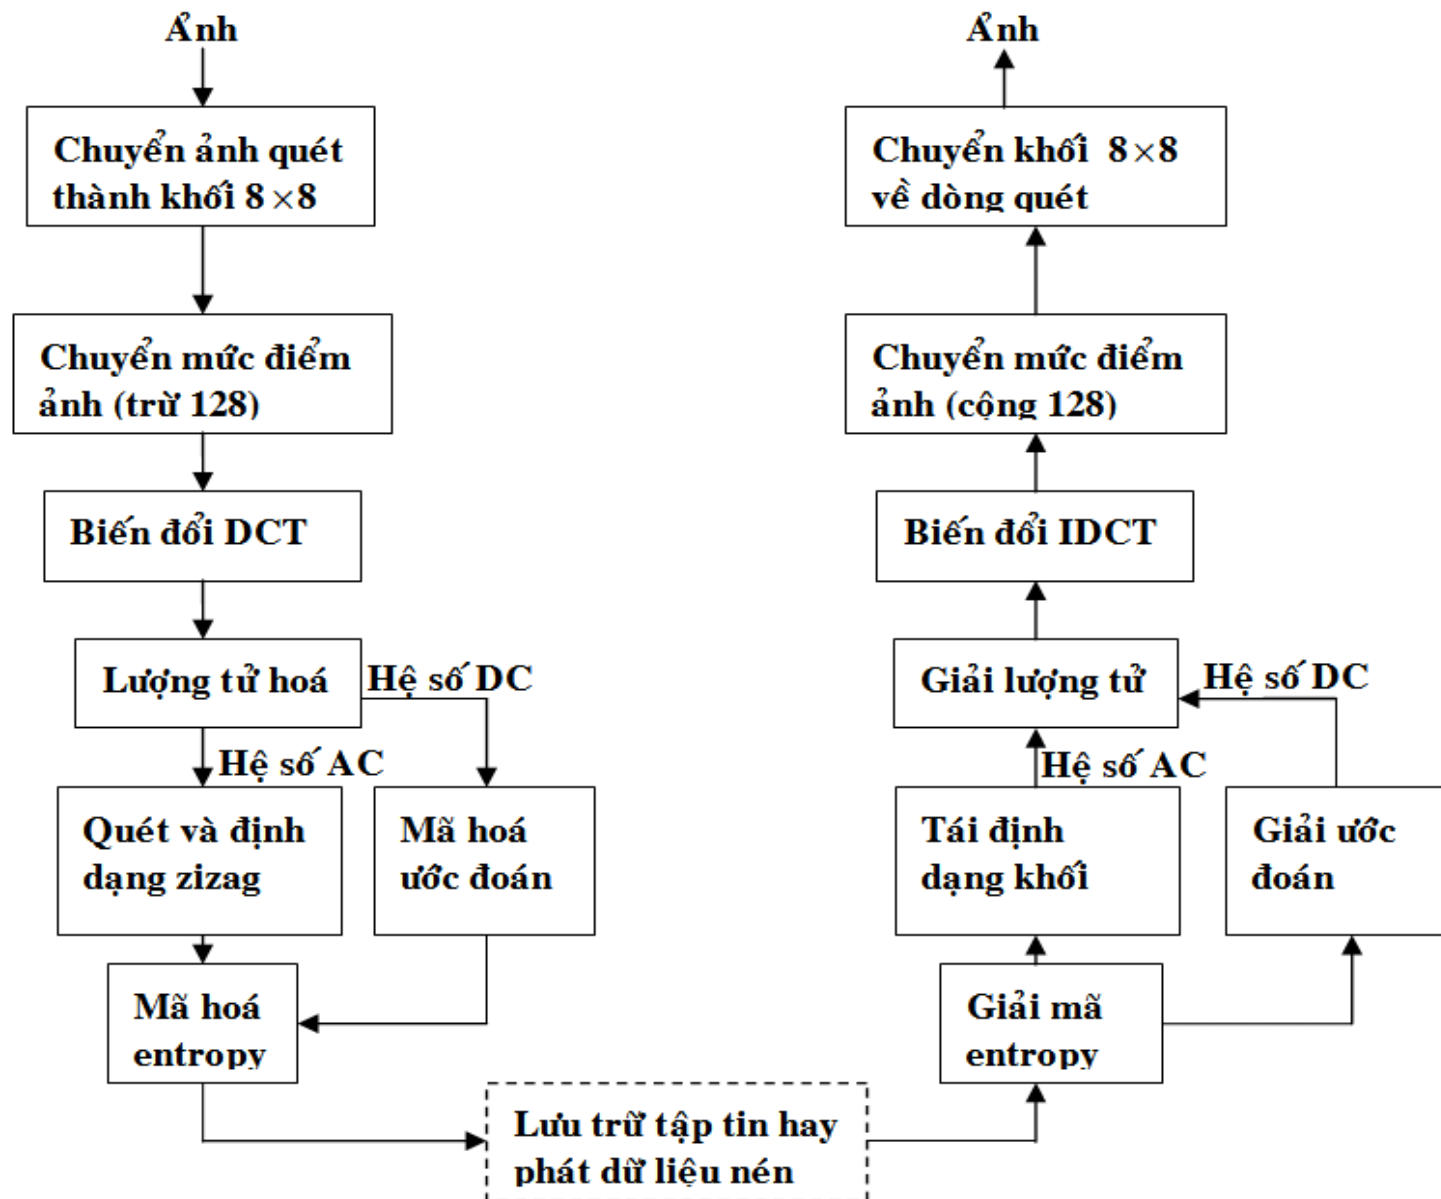 Ảnh
Chuyển ảnh quét
thành khối 8×8
Chuyển mức điểm
ảnh (trừ 128)
Biến đổi DCT
Lượng tử hoá
Hệ số DC
Hệ số AC
Quét và định
dạng zizag
Mã hoá
ước đoán
Mã hoá
entropy
Lưu trữ tập tin hay
phát dữ liệu nén
Ảnh
Chuyển khối 8×8
về dòng quét
Chuyển mức điểm
ảnh (cộng 128)
Biến đổi IDCT
Giải lượng tử
Hệ số DC
Hệ số AC
Tái định
dạng khối
Giải ước
đoán
Giải mã
entropy